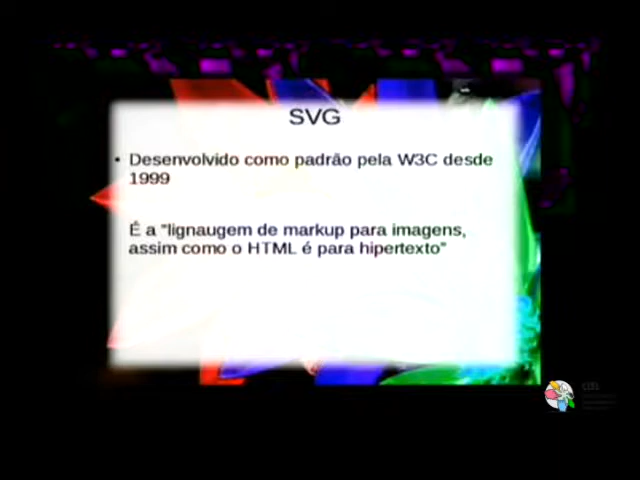 SVG
• Desenvolvido como padrão pela W3C desde
1999
É a "lignaugem de markup para imagens,
assim como o HTML é para hipertexto"